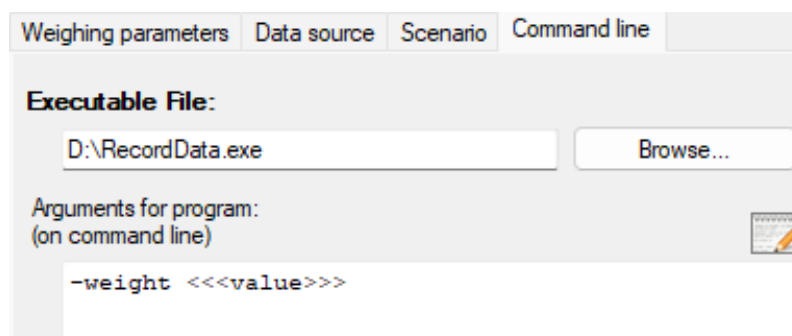 Weighing parameters Data source Scenario Command line
Executable File:
D:\RecordData.exe Browse...
Arguments for program:
(on command line)
-weight <<<value>>>